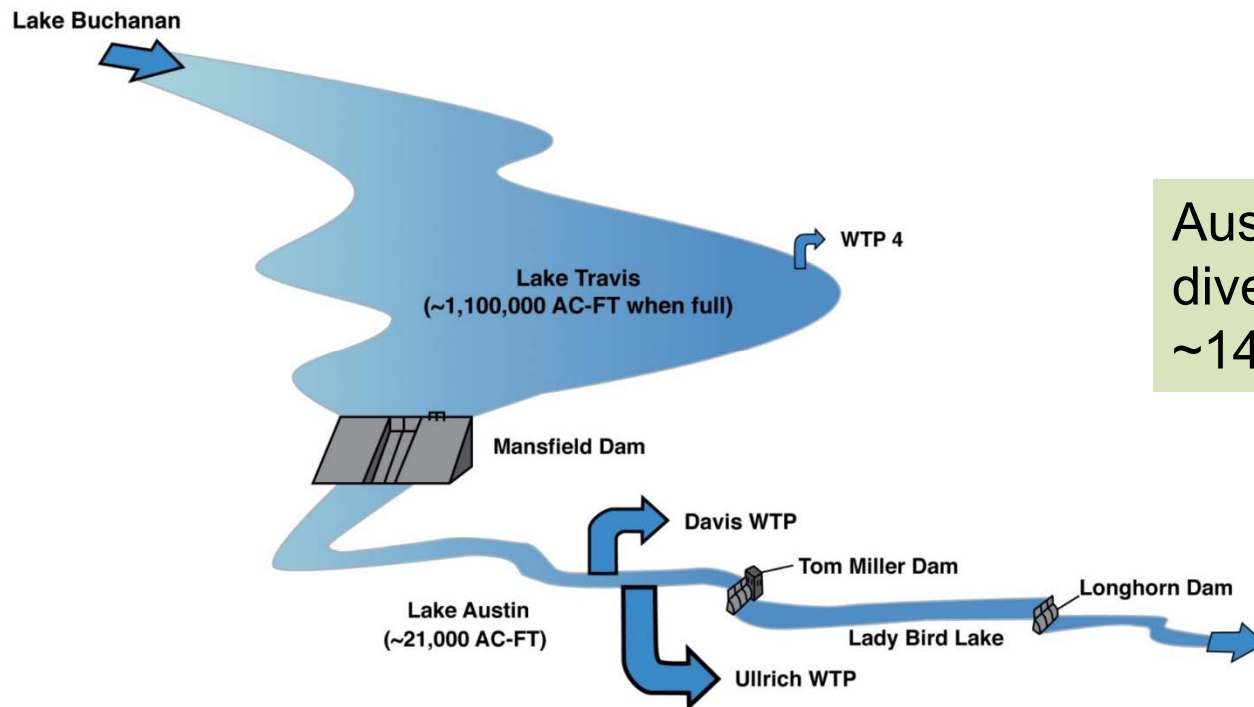 Lake Buchanan
WTP 4
Lake Travis
(~1,100,000 AC-FT when full)
Mansfield Dam
Davis WTP
Tom Miller Dam
Longhorn Dam
Lake Austin
(~21,000 AC-FT)
Lady Bird Lake
Ullrich WTP